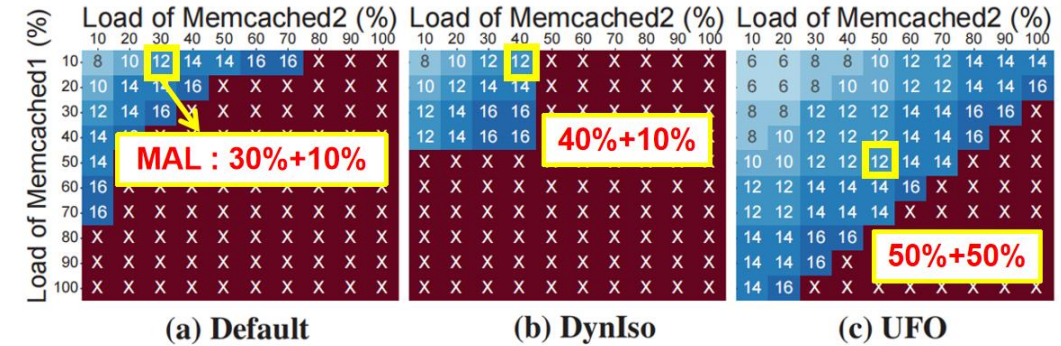 Load of Memcached2 (%)
10 20 30 40 50 60 70 80 90 100
Load of Memcached1 (%)
10 8 10 12 14 14 16 16 X X X
20 10 14 14 16 X X X X X X
30 12 14 16 X X X X X X X
40 14
MAL : 30%+10%
50 14
60 16 X X X X X X X X X
70 16 X X X X X X X X X
80 X X X X X X X X X X
90 X X X X X X X X X X
100 X X X X X X X X X X
(a) Default
Load of Memcached2 (%)
10 20 30 40 50 60 70 80 90 100
8 10 12 12 X X X X X X
10 12 14 14 X X X X X X
12 14 16 16 X X X X X X
12 14 16 16
40%+10%
X X X X X X X X X X
X X X X X X X X X X
X X X X X X X X X X
X X X X X X X X X X
X X X X X X X X X X
X X X X X X X X X X
(b) DynIso
Load of Memcached2 (%)
10 20 30 40 50 60 70 80 90 100
6 6 8 8 10 12 12 14 14 14
6 6 8 10 12 12 14 14 14 16
8 8 12 12 12 12 14 16 16 X
8 10 12 12 12 14 14 16 X X
10 10 12 12 12 14 14 X X X
12 12 14 14 14 16 X X X X
12 12 14 14 14 X X X X X
14 14 16 16
50%+50%
14 14 16 X
14 16 X X X X X X X X
(c) UFO